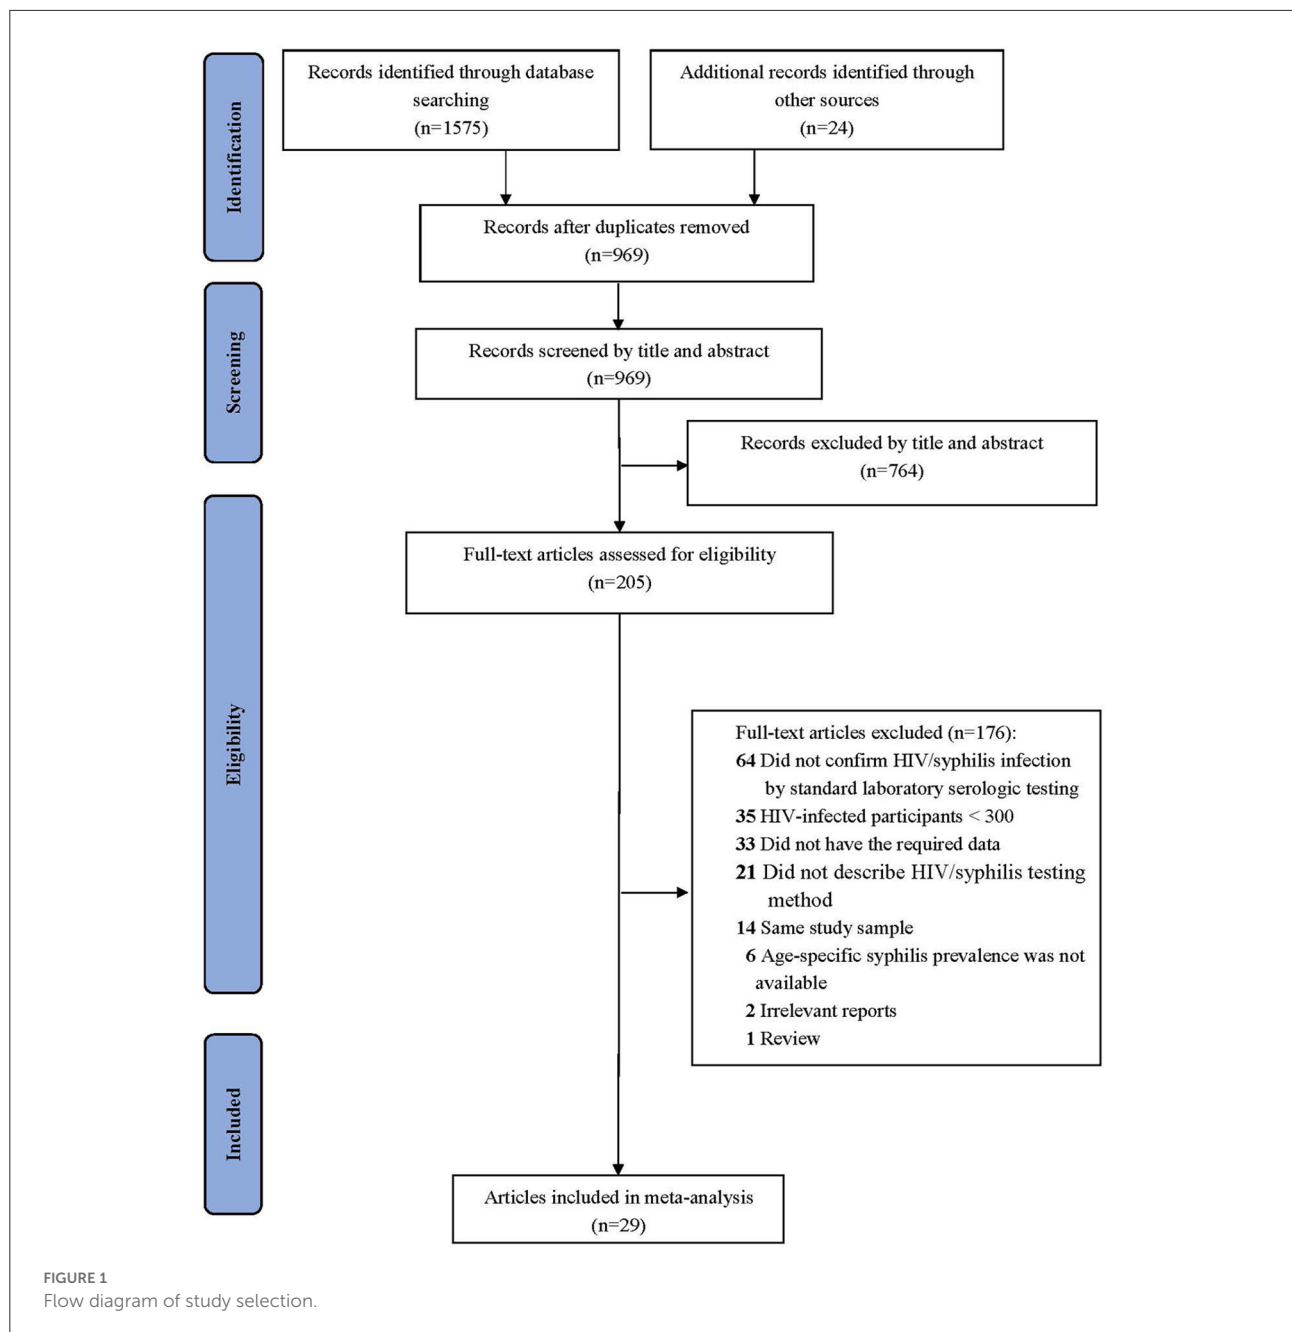 Identification
Records identified through database
searching
(n=1575)
Additional records identified through
other sources
(n=24)
Records after duplicates removed
(n=969)
Screening
Records screened by title and abstract
(n=969)
Records excluded by title and abstract
(n=764)
Eligibility
Full-text articles assessed for eligibility
(n=205)
Full-text articles excluded (n=176):
64 Did not confirm HIV/syphilis infection
by standard laboratory serologic testing
35 HIV-infected participants < 300
33 Did not have the required data
21 Did not describe HIV/syphilis testing
method
14 Same study sample
6 Age-specific syphilis prevalence was not
available
2 Irrelevant reports
1 Review
Included
Articles included in meta-analysis
(n=29)
FIGURE 1
Flow diagram of study selection.